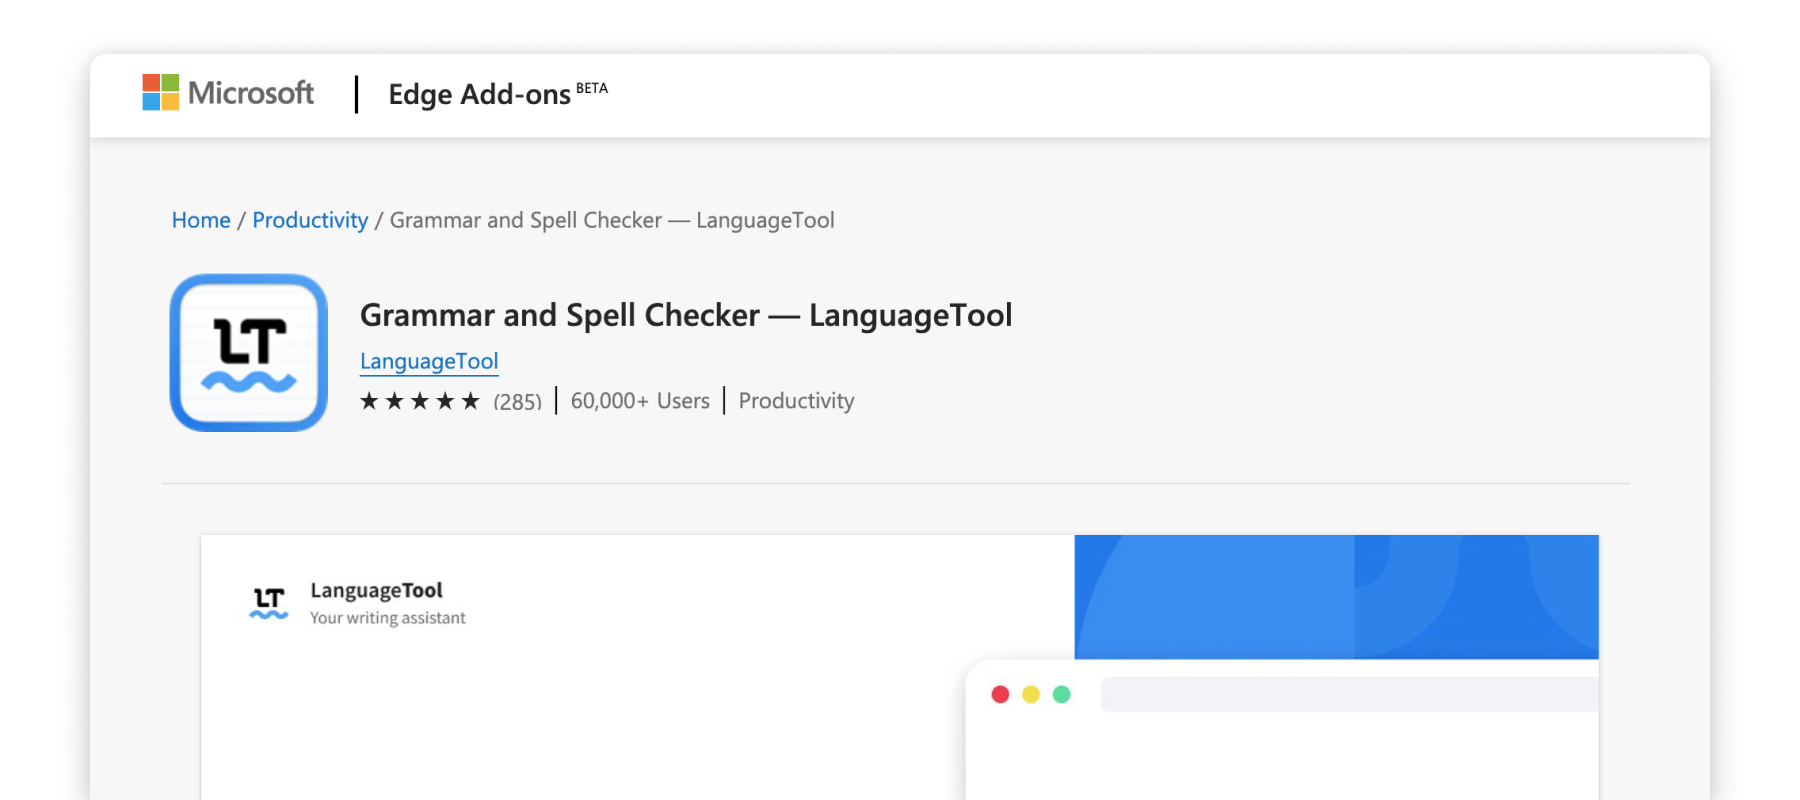 Microsoft | Edge Add-ons BETA
Home / Productivity / Grammar and Spell Checker — LanguageTool
LT
Grammar and Spell Checker — LanguageTool
LanguageTool
★★★★★ (285) | 60,000+ Users | Productivity
LT
LanguageTool
Your writing assistant